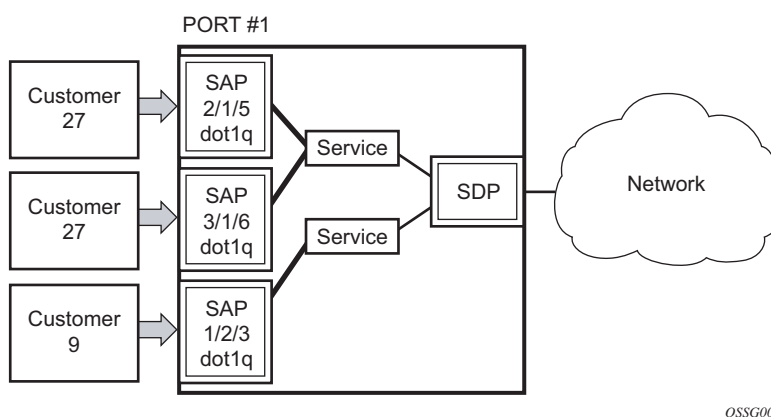 PORT #1
Customer
27
SAP
2/1/5
dot1q
Service
Customer
27
SAP
3/1/6
dot1q
Service
SDP
Network
Customer
9
SAP
1/2/3
dot1q